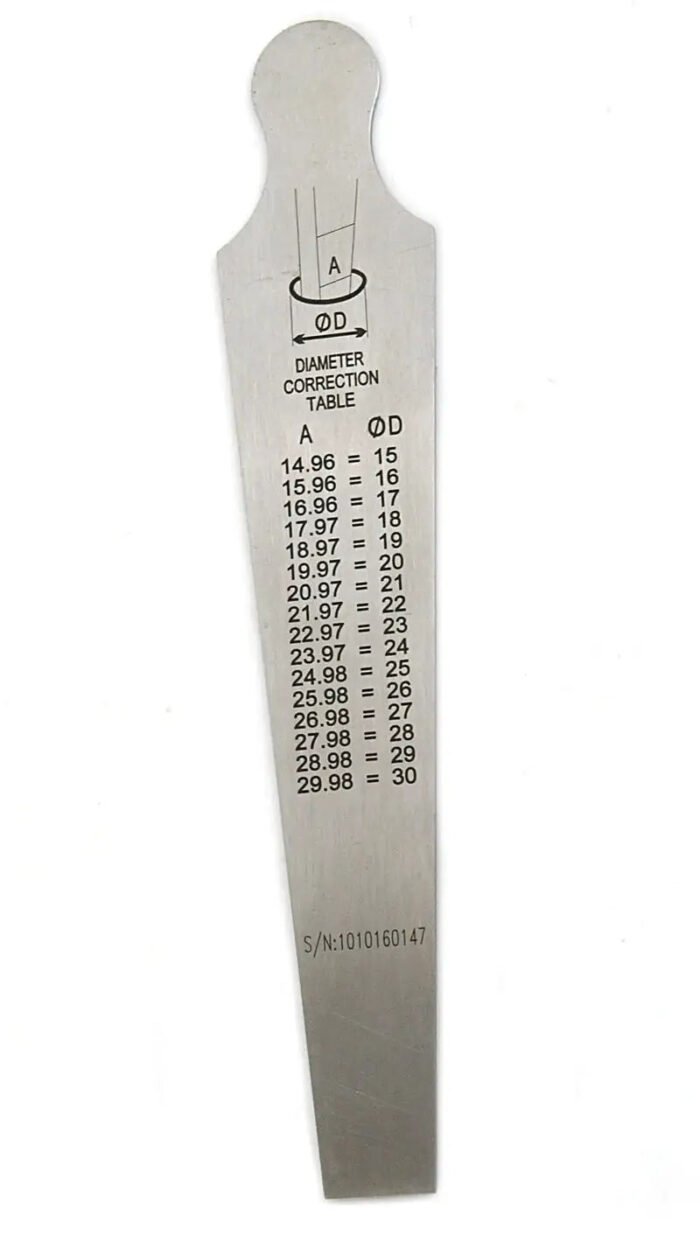 A
ØD
DIAMETER
CORRECTION
TABLE
A ØD
14.96 = 15
15.96 = 16
16.96 = 17
17.97 = 18
18.97 = 19
19.97 = 20
20.97 = 21
21.97 = 22
22.97 = 23
23.97 = 24
24.98 = 25
25.98 = 26
26.98 = 27
27.98 = 28
28.98 = 29
29.98 = 30
S/N:1010160147